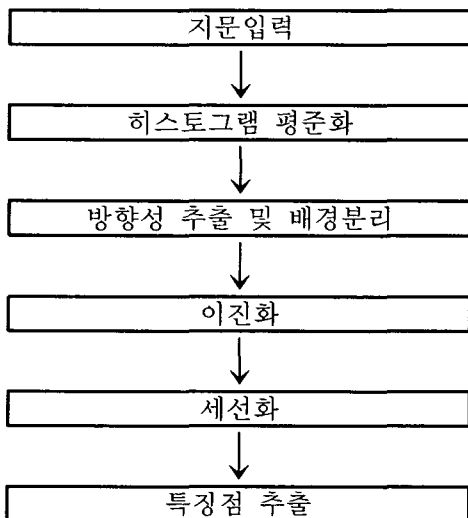 지문입력
히스토그램 평준화
방향성 추출 및 배경분리
이진화
세선화
특징점 추출